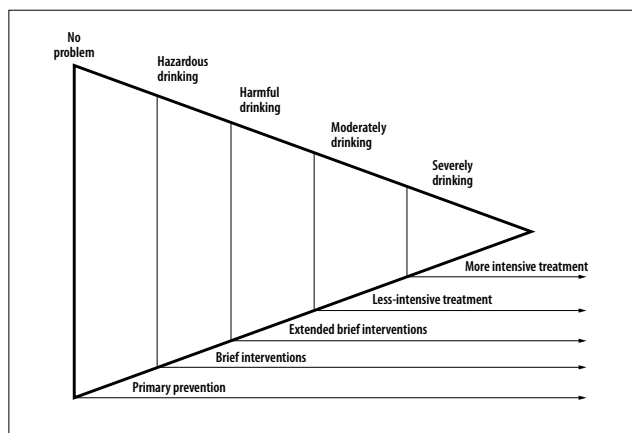 No
problem
Hazardous
drinking
Harmful
drinking
Moderately
drinking
Severely
drinking
More intensive treatment
Less-intensive treatment
Extended brief interventions
Brief interventions
Primary prevention